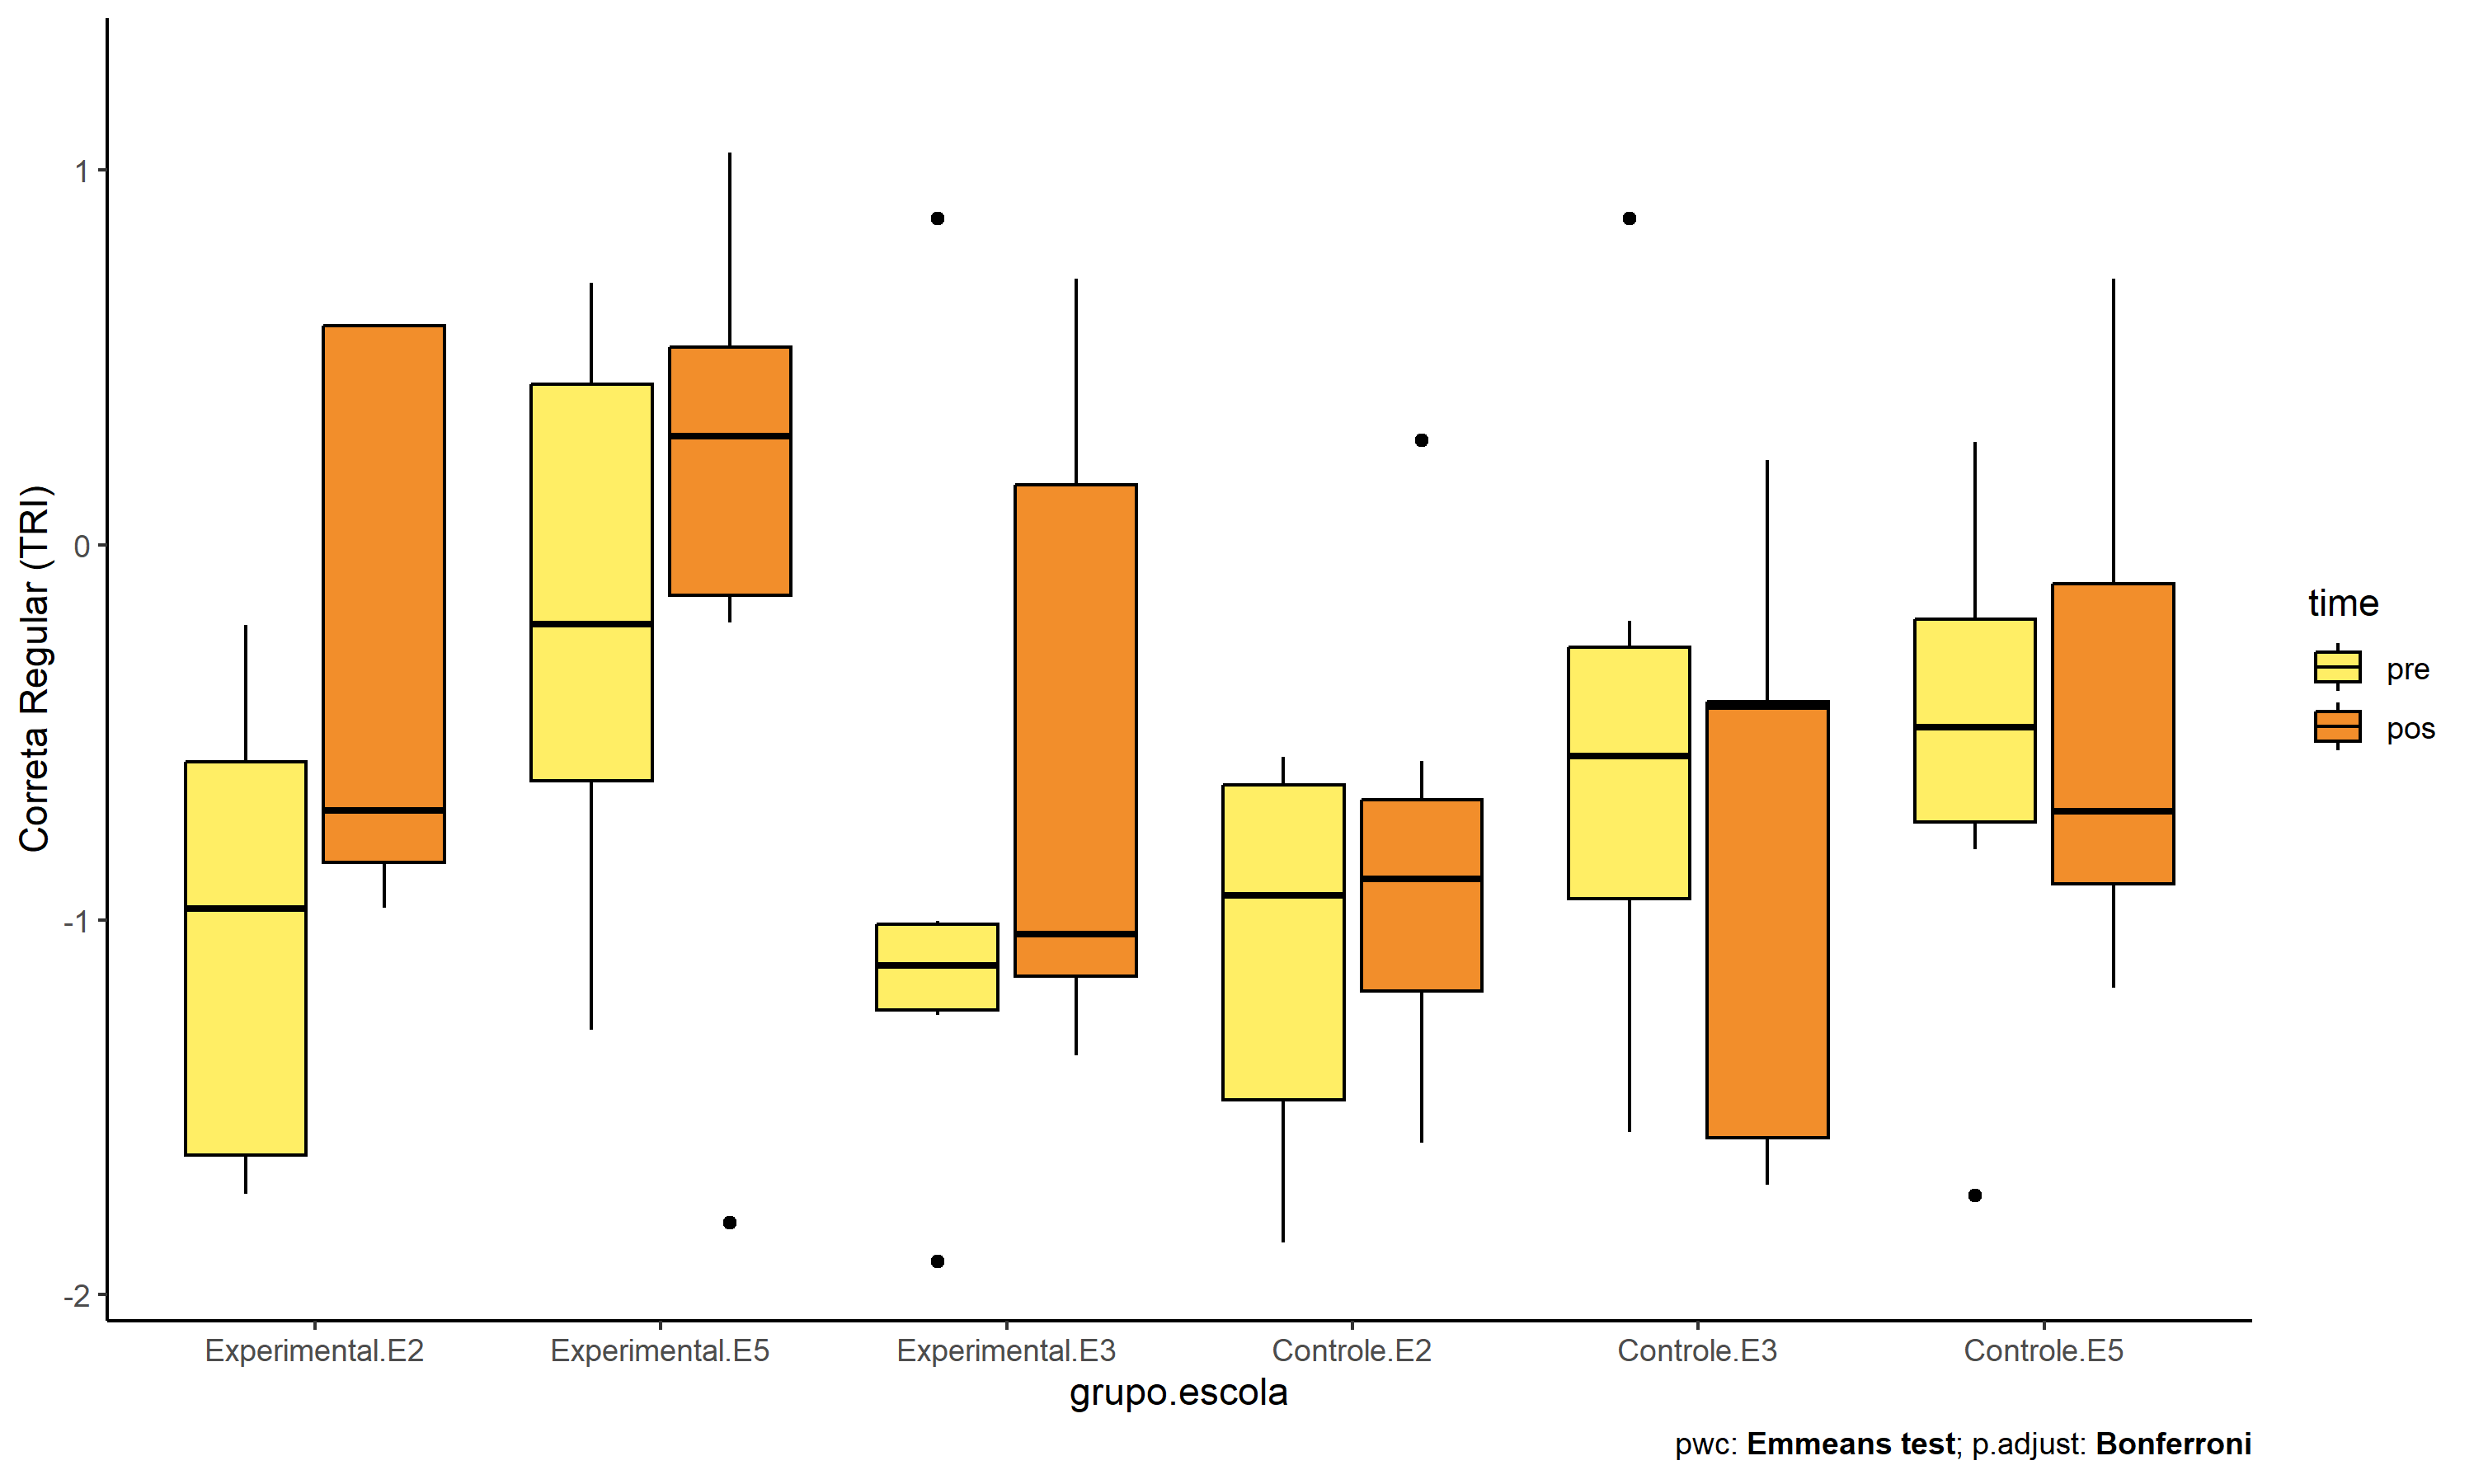 Correta Regular (TRI)
1
0
-1
-2
Experimental.E2 Experimental.E5 Experimental.E3 Controle.E2 Controle.E3 Controle.E5
grupo.escola
time
pre
pos
pwc: Emmeans test; p.adjust: Bonferroni